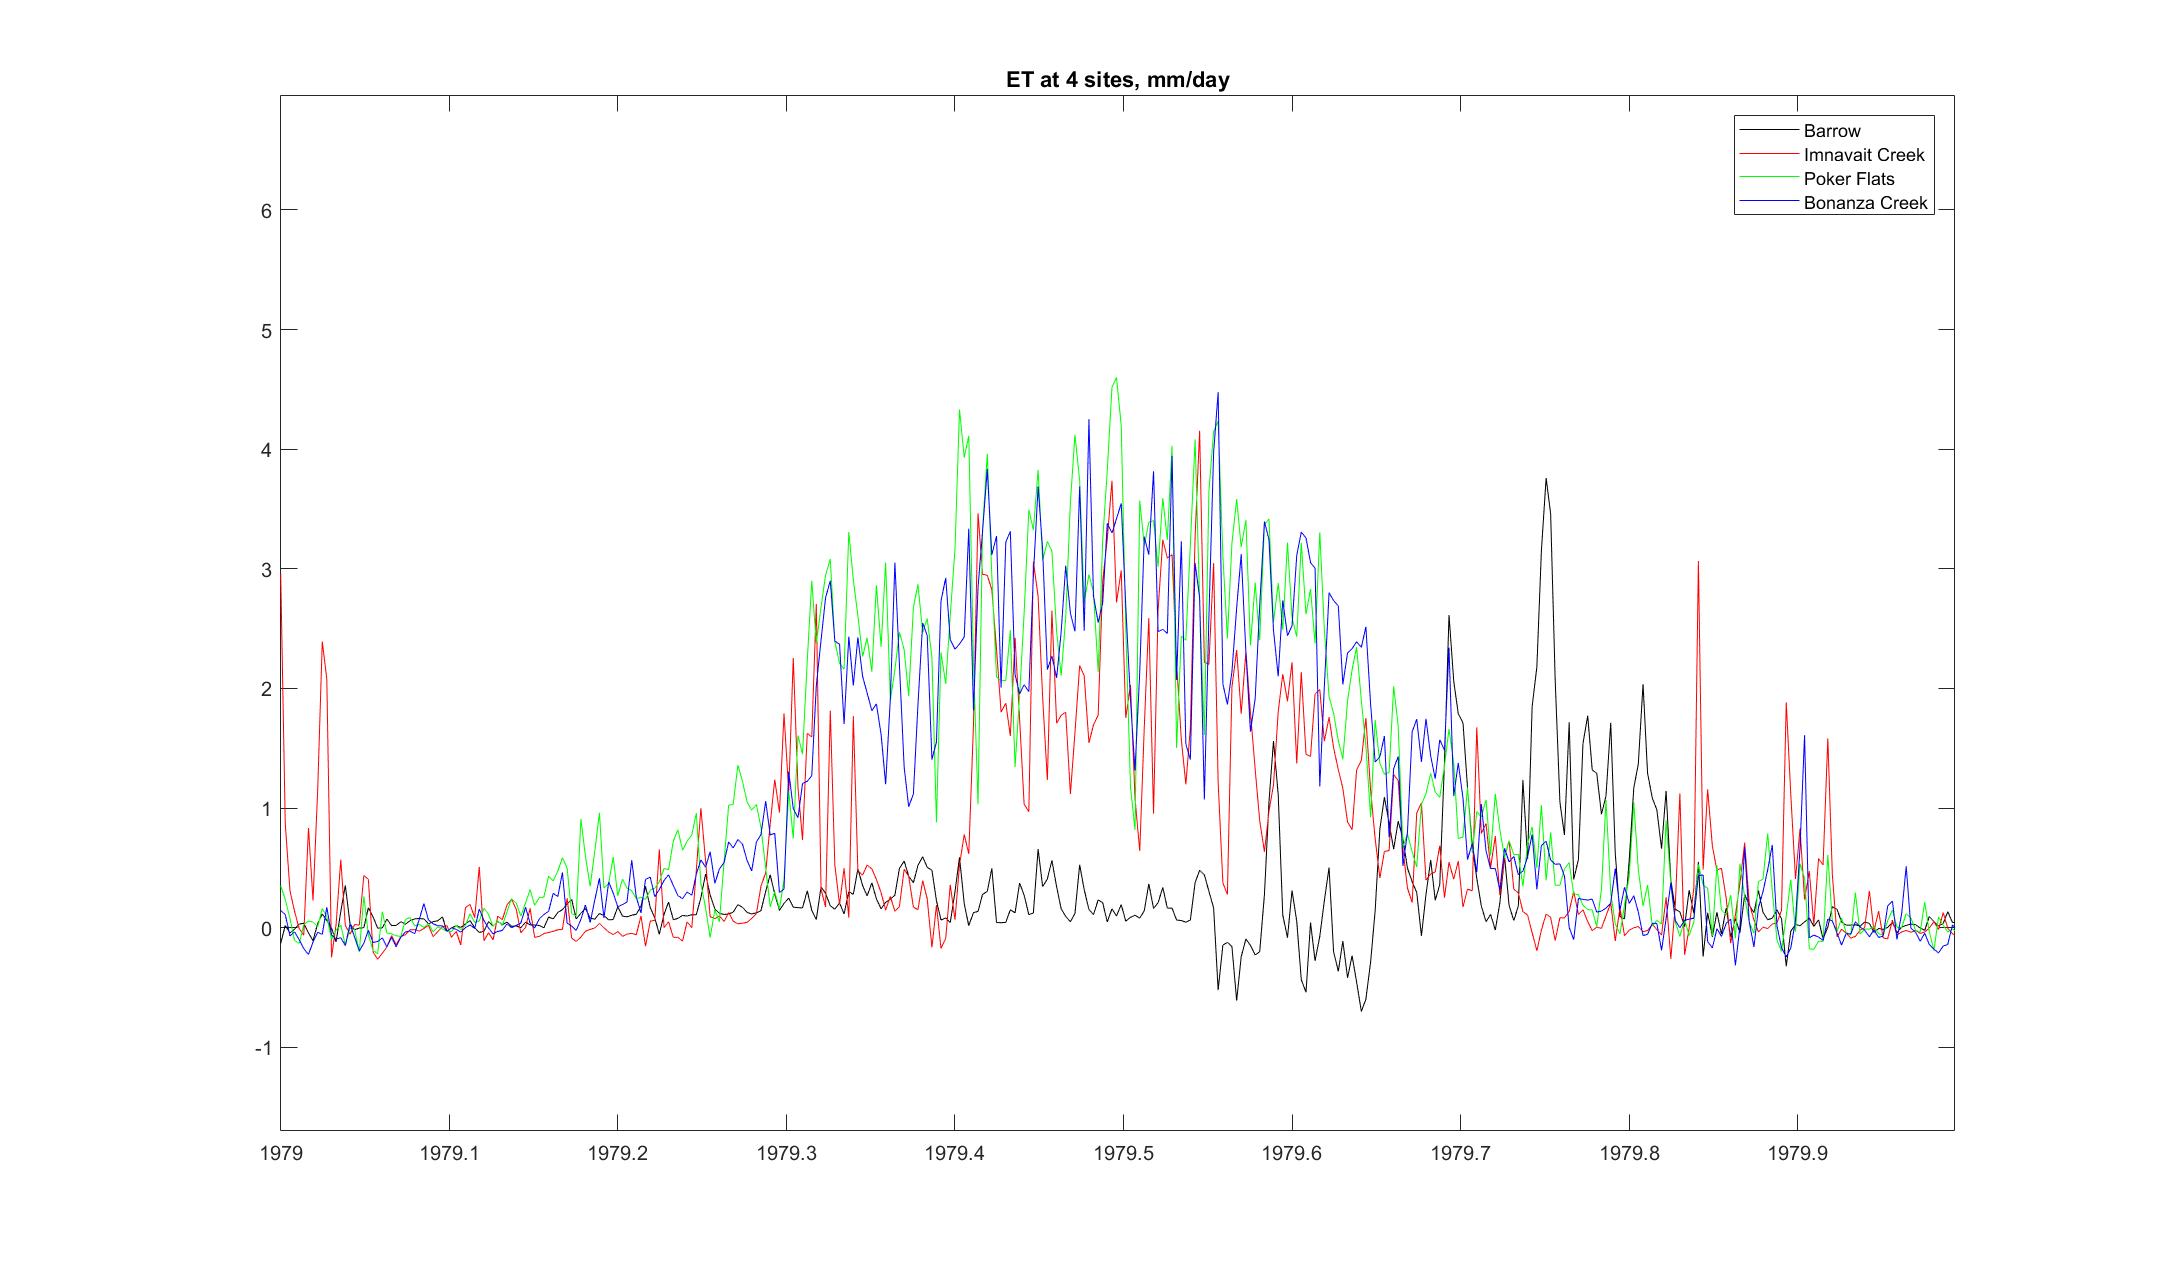 ET at 4 sites, mm/day
Barrow
Imnavait Creek
Poker Flats
Bonanza Creek
6
5
4
3
2
1
0
-1
1979 1979.1 1979.2 1979.3 1979.4 1979.5 1979.6 1979.7 1979.8 1979.9